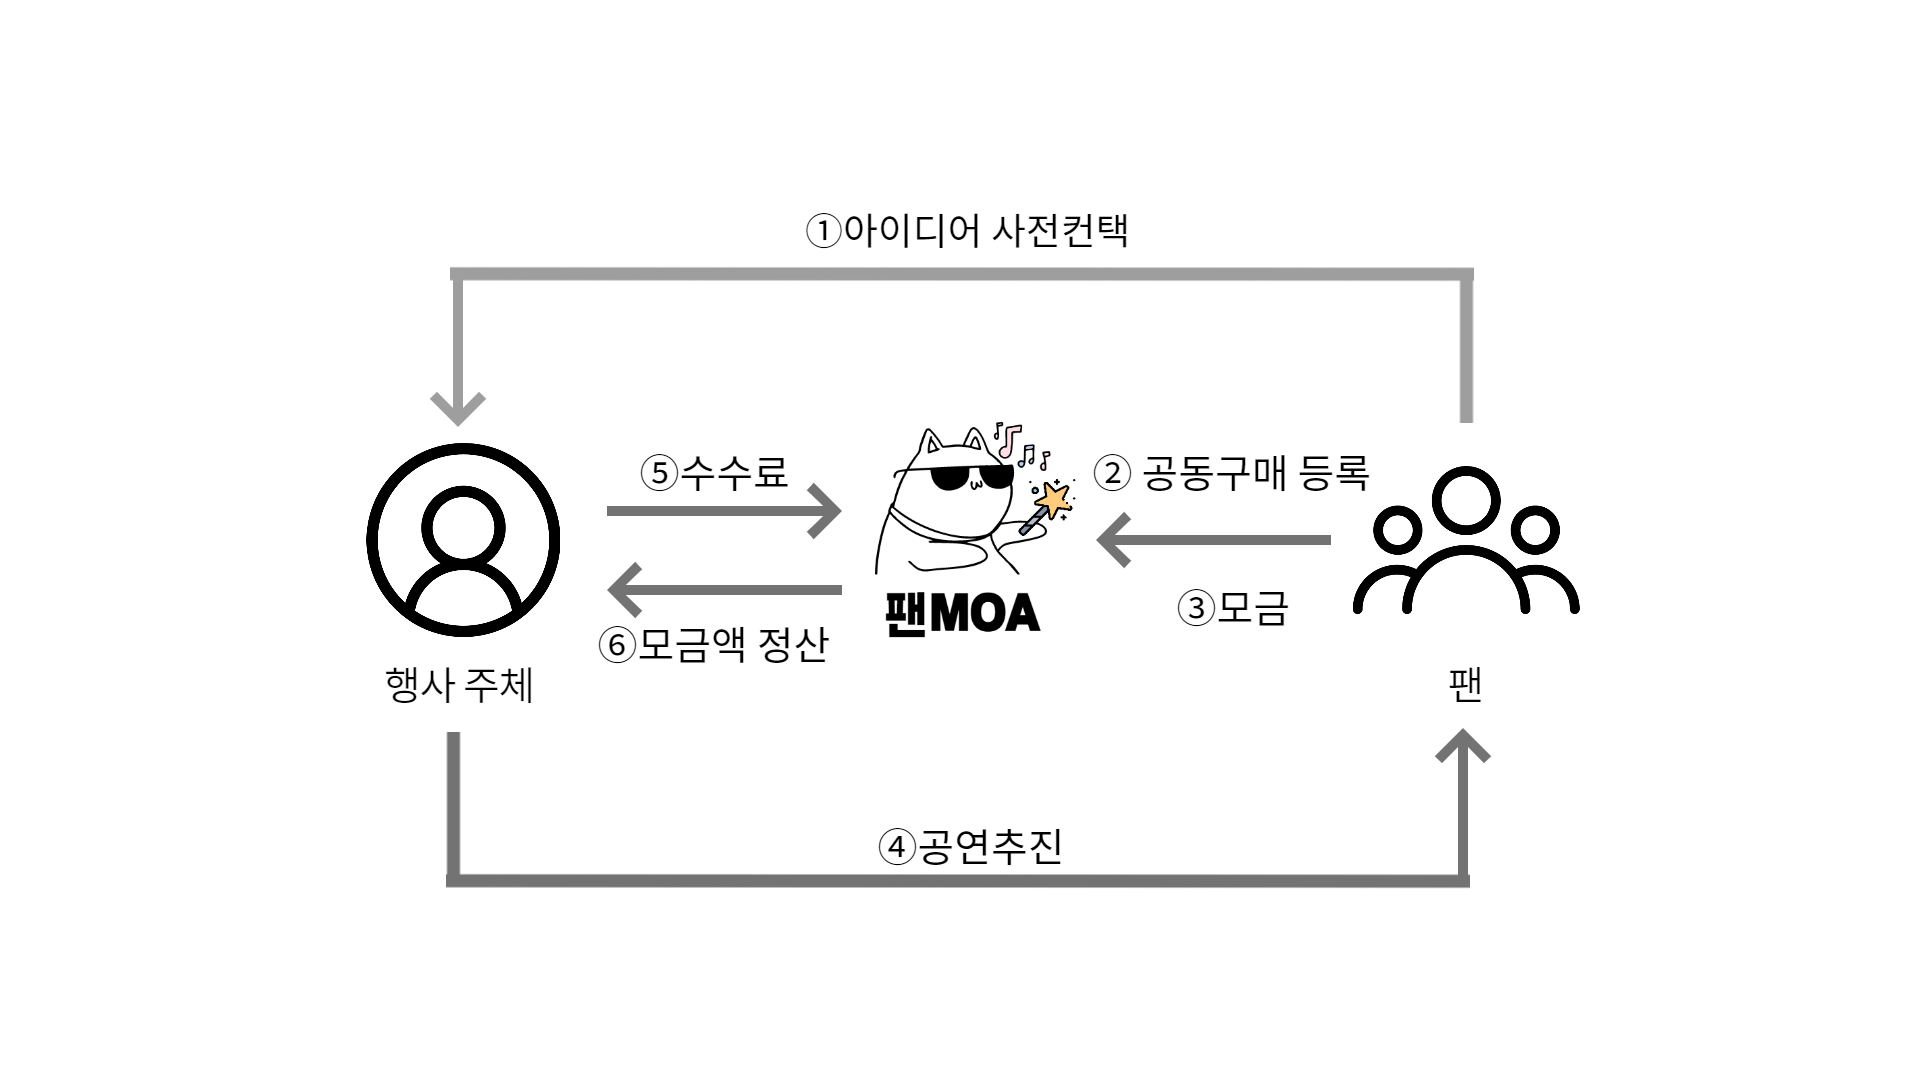 ①아이디어 사전컨택
⑤수수료
② 공동구매 등록
③모금
팬MOA
⑥모금액 정산
행사 주체
팬
④공연추진